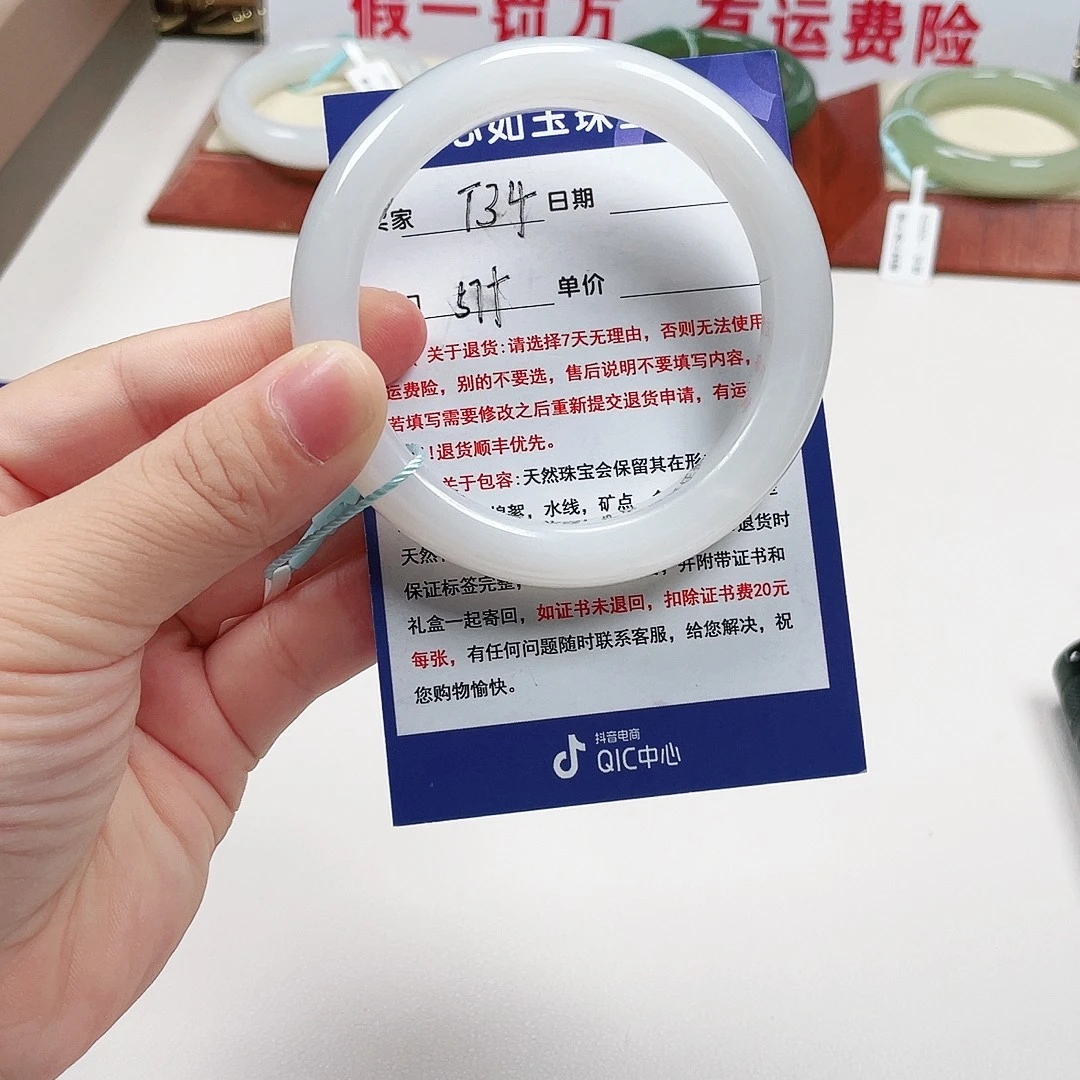 假一罚万 有运费险
心如玉珠宝
卖家 T34 日期
57寸 单价
关于退货:请选择7天无理由，否则无法使用
运费险，别的不要选，售后说明不要填写内容，
若填写需要修改之后重新提交退货申请，有运
!退货顺丰优先。
关于包容:天然珠宝会保留其在形
棉絮，水线，矿点
退货时
天然
保证标签完整， 并附带证书和
礼盒一起寄回，如证书未退回，扣除证书费20元
每张，有任何问题随时联系客服，给您解决，祝
您购物愉快。
抖音电商
QIC中心